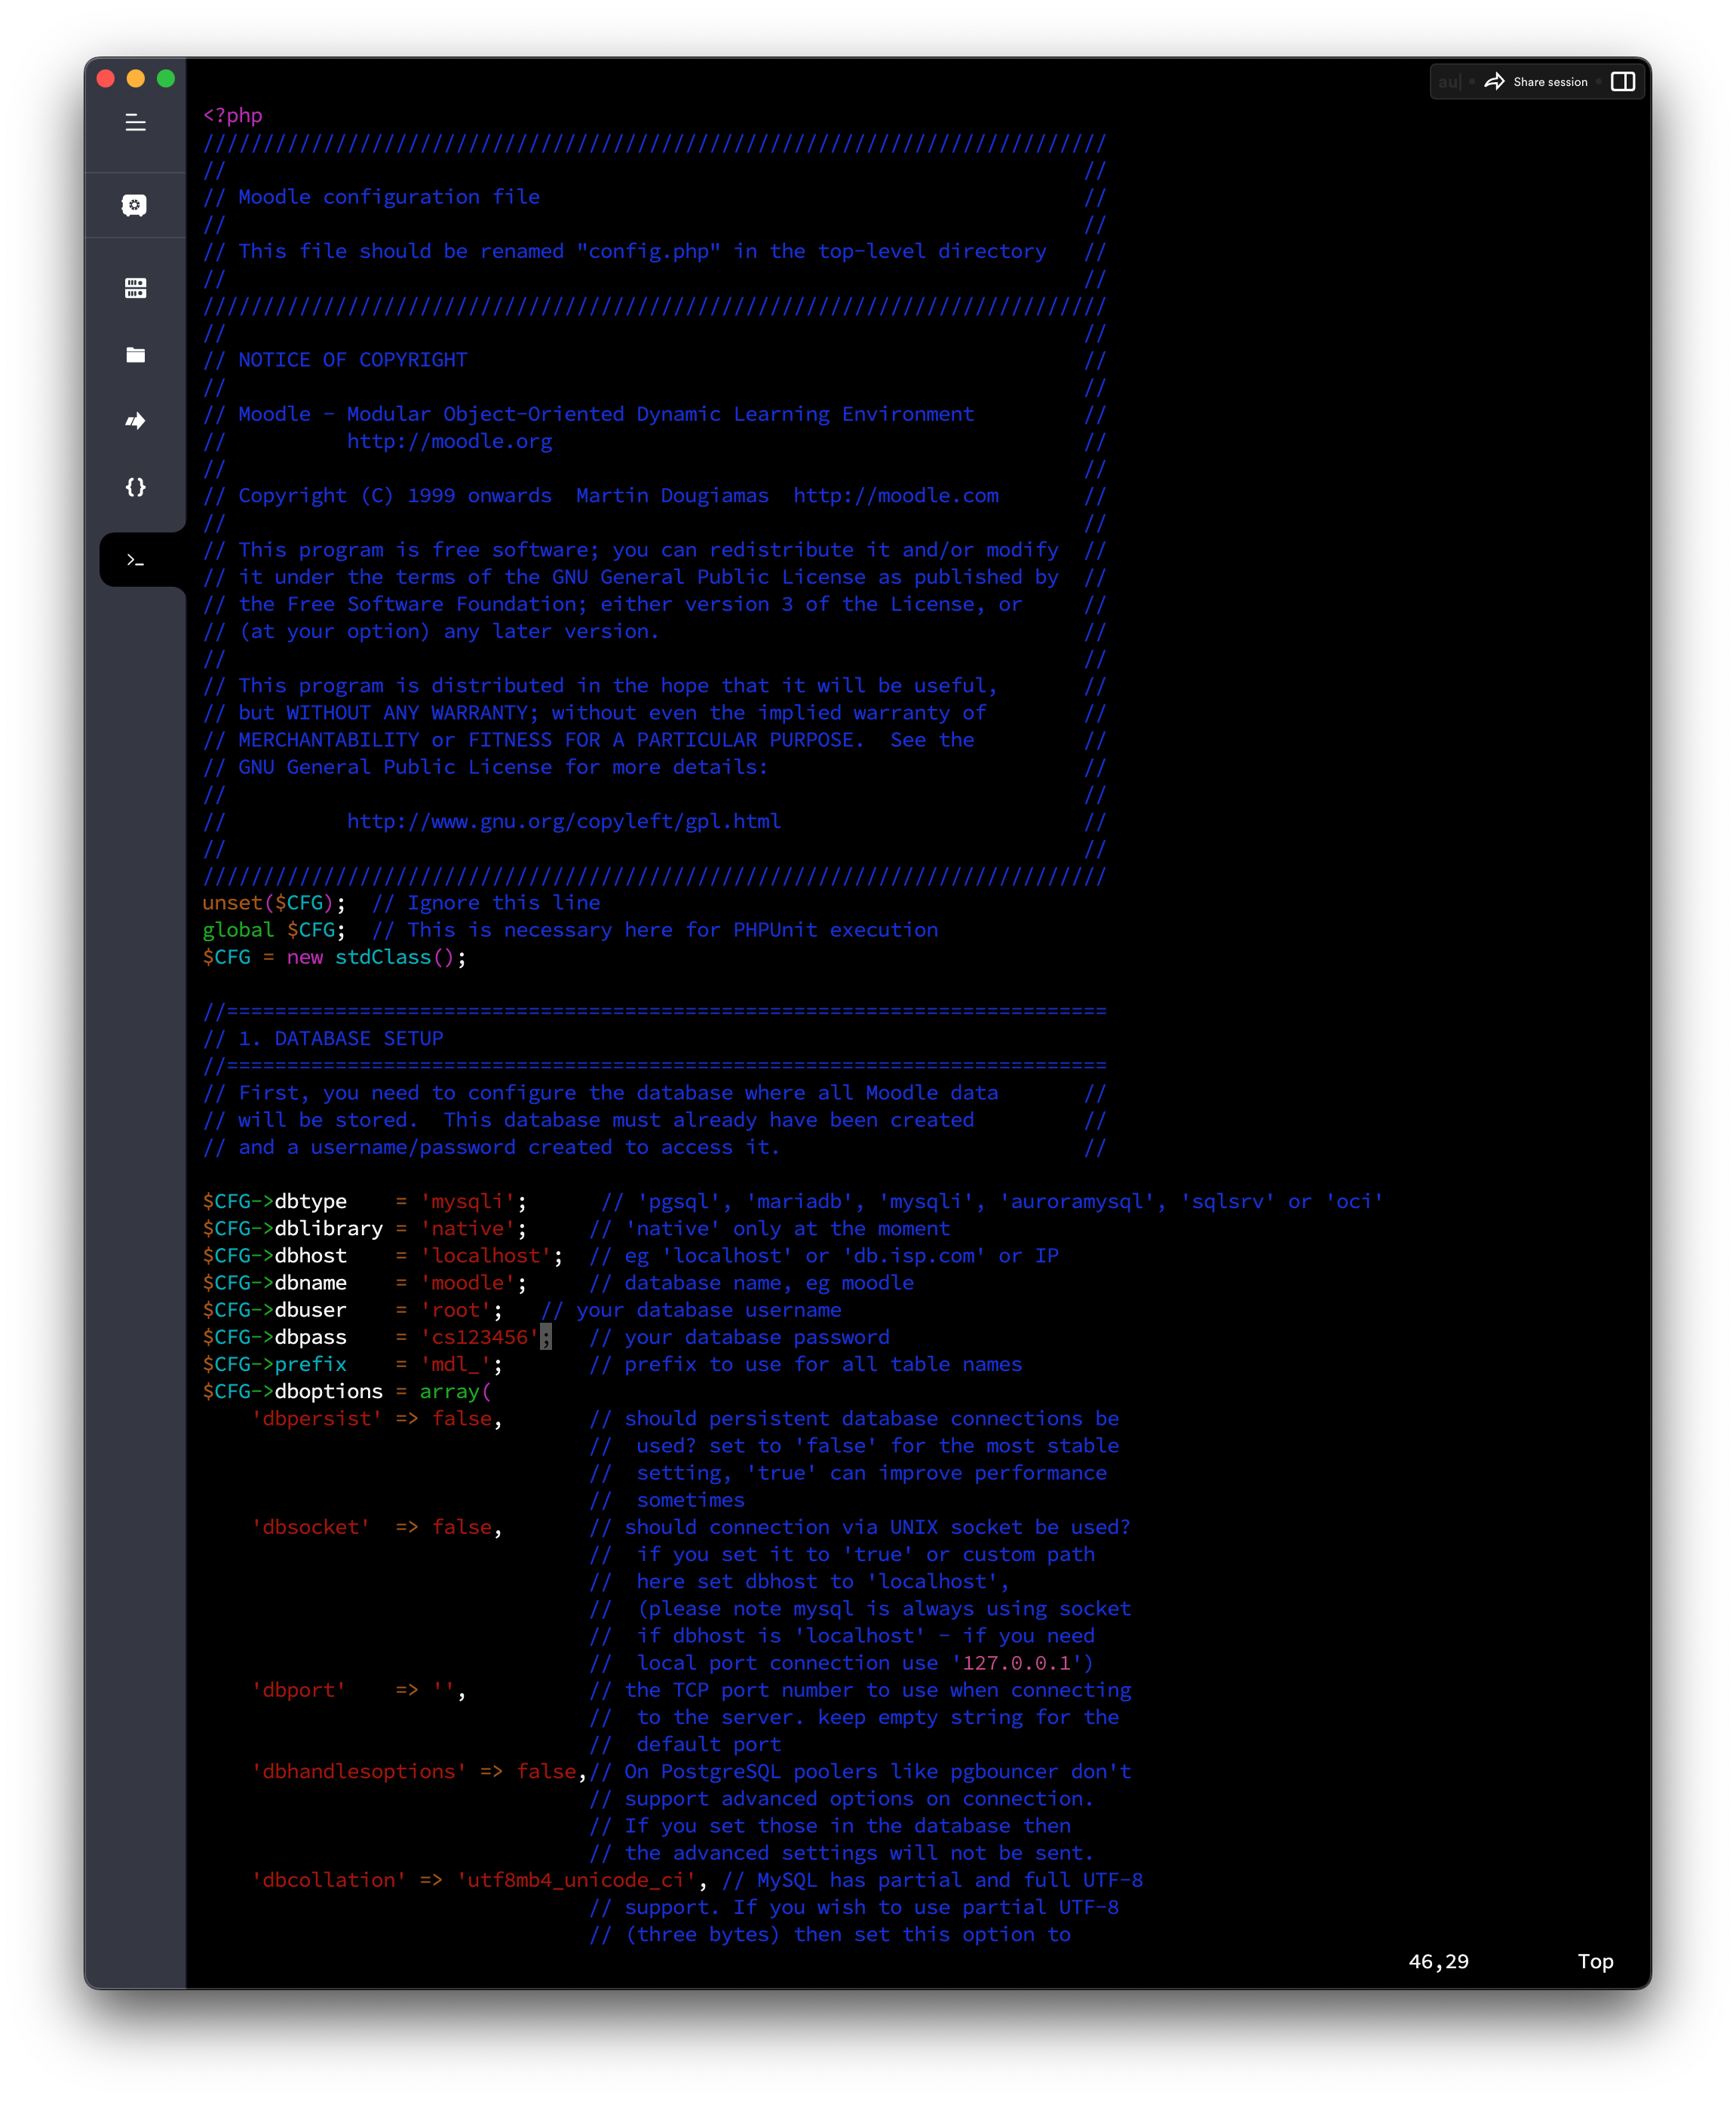 au| • Share session •
<?php
///////////////////////////////////////////////////////////////////////////
//                                                                       //
// Moodle configuration file                                             //
//                                                                       //
// This file should be renamed "config.php" in the top-level directory   //
//                                                                       //
///////////////////////////////////////////////////////////////////////////
//                                                                       //
// NOTICE OF COPYRIGHT                                                   //
//                                                                       //
// Moodle - Modular Object-Oriented Dynamic Learning Environment         //
//          http://moodle.org                                            //
//                                                                       //
// Copyright (C) 1999 onwards  Martin Dougiamas  http://moodle.com       //
//                                                                       //
// This program is free software; you can redistribute it and/or modify  //
// it under the terms of the GNU General Public License as published by  //
// the Free Software Foundation; either version 3 of the License, or     //
// (at your option) any later version.                                   //
//                                                                       //
// This program is distributed in the hope that it will be useful,       //
// but WITHOUT ANY WARRANTY; without even the implied warranty of        //
// MERCHANTABILITY or FITNESS FOR A PARTICULAR PURPOSE.  See the         //
// GNU General Public License for more details:                          //
//                                                                       //
//          http://www.gnu.org/copyleft/gpl.html                         //
//                                                                       //
///////////////////////////////////////////////////////////////////////////
unset($CFG);  // Ignore this line
global $CFG;  // This is necessary here for PHPUnit execution
$CFG = new stdClass();

//=========================================================================
// 1. DATABASE SETUP
//=========================================================================
// First, you need to configure the database where all Moodle data       //
// will be stored.  This database must already have been created         //
// and a username/password created to access it.                         //

$CFG->dbtype    = 'mysqli';      // 'pgsql', 'mariadb', 'mysqli', 'auroramysql', 'sqlsrv' or 'oci'
$CFG->dblibrary = 'native';     // 'native' only at the moment
$CFG->dbhost    = 'localhost';  // eg 'localhost' or 'db.isp.com' or IP
$CFG->dbname    = 'moodle';     // database name, eg moodle
$CFG->dbuser    = 'root';   // your database username
$CFG->dbpass    = 'cs123456';   // your database password
$CFG->prefix    = 'mdl_';       // prefix to use for all table names
$CFG->dboptions = array(
    'dbpersist' => false,       // should persistent database connections be
                                //  used? set to 'false' for the most stable
                                //  setting, 'true' can improve performance
                                //  sometimes
    'dbsocket'  => false,       // should connection via UNIX socket be used?
                                //  if you set it to 'true' or custom path
                                //  here set dbhost to 'localhost',
                                //  (please note mysql is always using socket
                                //  if dbhost is 'localhost' - if you need
                                //  local port connection use '127.0.0.1')
    'dbport'    => '',          // the TCP port number to use when connecting
                                //  to the server. keep empty string for the
                                //  default port
    'dbhandlesoptions' => false,// On PostgreSQL poolers like pgbouncer don't
                                // support advanced options on connection.
                                // If you set those in the database then
                                // the advanced settings will not be sent.
    'dbcollation' => 'utf8mb4_unicode_ci', // MySQL has partial and full UTF-8
                                // support. If you wish to use partial UTF-8
                                // (three bytes) then set this option to
46,29         Top